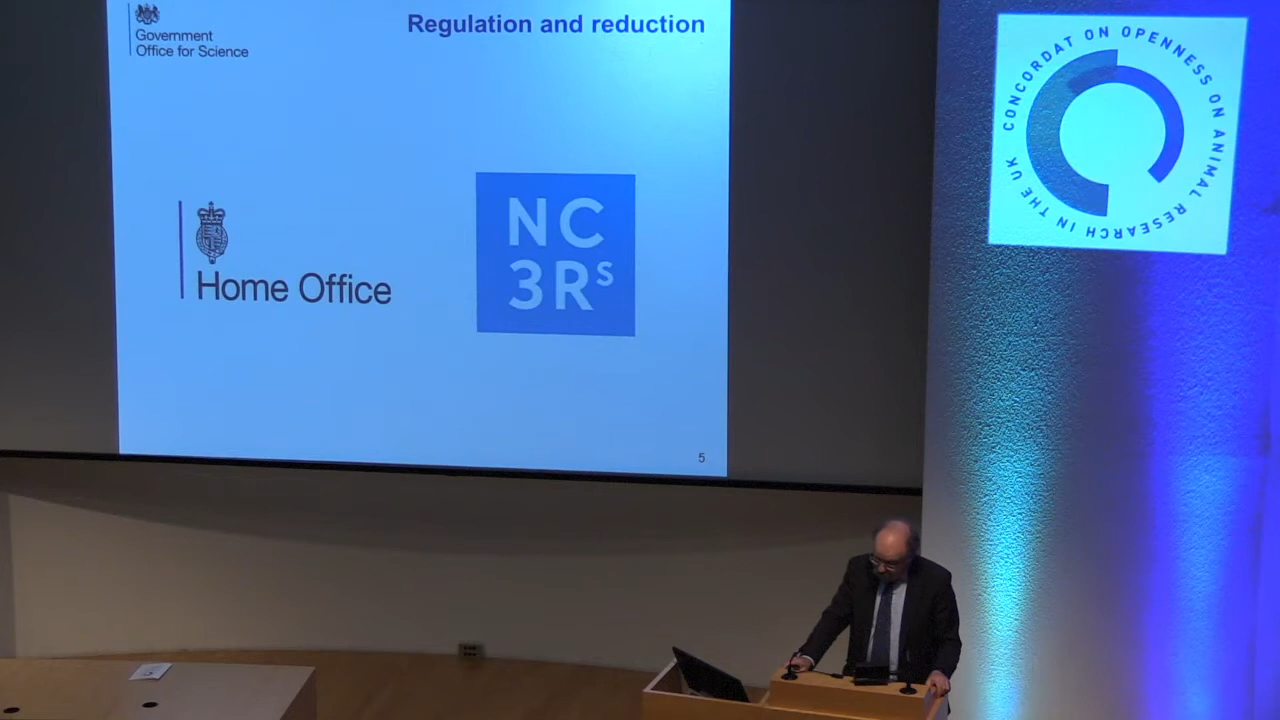 Government
Office for Science
Regulation and reduction
Home Office
NC
3Rs
5
CONCORDAT ON OPENNESS ON ANIMAL RESEARCH IN THE UK